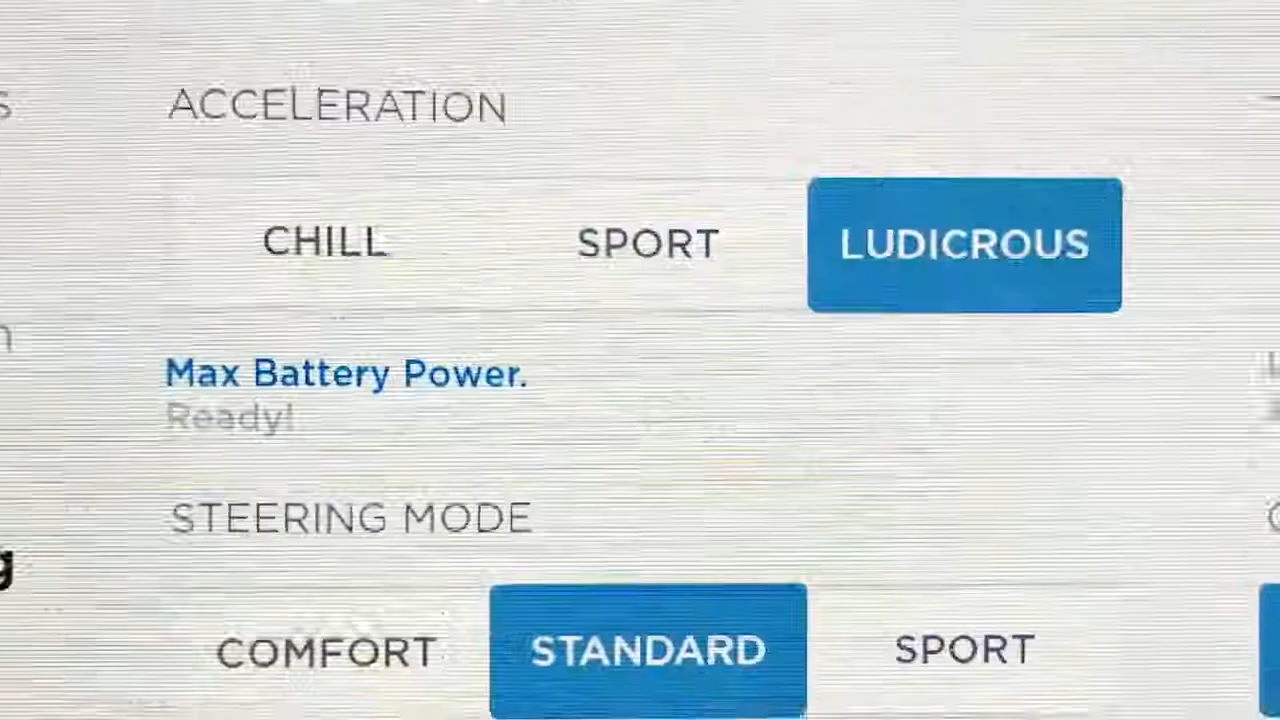 ACCELERATION
CHILL SPORT LUDICROUS
Max Battery Power.
Ready!
STEERING MODE
COMFORT STANDARD SPORT